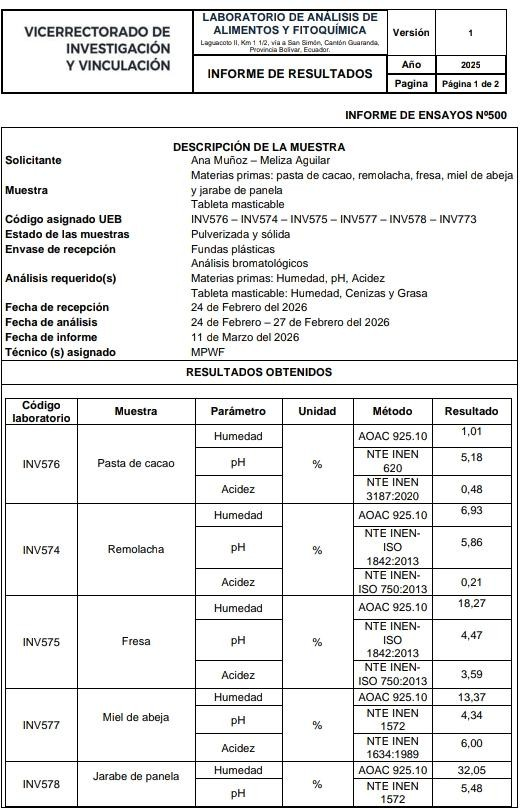 VICERRECTORADO DE
INVESTIGACIÓN
Y VINCULACIÓN
LABORATORIO DE ANÁLISIS DE
ALIMENTOS Y FITOQUÍMICA
Laguacoto II, Km 1 1/2, vía a San Simón, Cantón Guaranda,
Provincia Bolívar, Ecuador.
INFORME DE RESULTADOS
Versión 1
Año 2025
Pagina Página 1 de 2
INFORME DE ENSAYOS Nº500
DESCRIPCIÓN DE LA MUESTRA
Solicitante Ana Muñoz – Meliza Aguilar
Muestra Materias primas: pasta de cacao, remolacha, fresa, miel de abeja
y jarabe de panela
Tableta masticable
Código asignado UEB INV576 – INV574 – INV575 – INV577 – INV578 – INV773
Estado de las muestras Pulverizada y sólida
Envase de recepción Fundas plásticas
Análisis requerido(s) Análisis bromatológicos
Materias primas: Humedad, pH, Acidez
Tableta masticable: Humedad, Cenizas y Grasa
Fecha de recepción 24 de Febrero del 2026
Fecha de análisis 24 de Febrero – 27 de Febrero del 2026
Fecha de informe 11 de Marzo del 2026
Técnico (s) asignado MPWF
RESULTADOS OBTENIDOS
Código laboratorio Muestra Parámetro Unidad Método Resultado
INV576 Pasta de cacao %
Humedad AOAC 925.10 1,01
pH NTE INEN 620 5,18
Acidez NTE INEN 3187:2020 0,48
INV574 Remolacha %
Humedad AOAC 925.10 6,93
pH NTE INEN-ISO 1842:2013 5,86
Acidez NTE INEN-ISO 750:2013 0,21
INV575 Fresa %
Humedad AOAC 925.10 18,27
pH NTE INEN-ISO 1842:2013 4,47
Acidez NTE INEN-ISO 750:2013 3,59
INV577 Miel de abeja %
Humedad AOAC 925.10 13,37
pH NTE INEN 1572 4,34
Acidez NTE INEN 1634:1989 6,00
INV578 Jarabe de panela %
Humedad AOAC 925.10 32,05
pH NTE INEN 1572 5,48